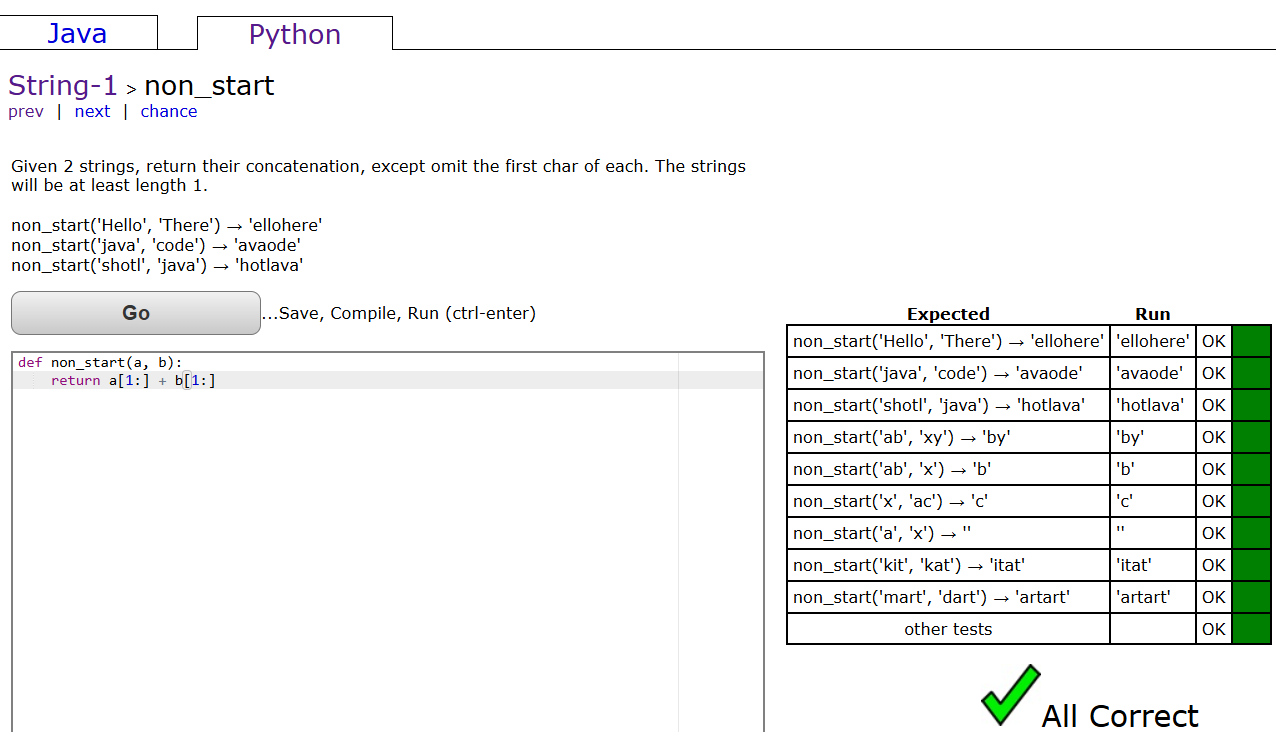 Java
Python
String-1 > non_start
prev | next | chance
Given 2 strings, return their concatenation, except omit the first char of each. The strings
will be at least length 1.
non_start('Hello', 'There') → 'ellohere'
non_start('java', 'code') → 'avaode'
non_start('shotl', 'java') → 'hotlava'
Go
...Save, Compile, Run (ctrl-enter)
def non_start(a, b):
    return a[1:] + b[1:]
Expected Run
non_start('Hello', 'There') → 'ellohere' 'ellohere' OK
non_start('java', 'code') → 'avaode' 'avaode' OK
non_start('shotl', 'java') → 'hotlava' 'hotlava' OK
non_start('ab', 'xy') → 'by' 'by' OK
non_start('ab', 'x') → 'b' 'b' OK
non_start('x', 'ac') → 'c' 'c' OK
non_start('a', 'x') → '' '' OK
non_start('kit', 'kat') → 'itat' 'itat' OK
non_start('mart', 'dart') → 'artart' 'artart' OK
other tests OK
All Correct